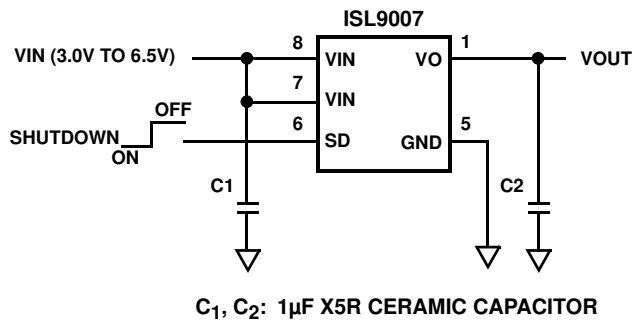 ISL9007
VIN (3.0V TO 6.5V)
8
VIN
VO
1
VOUT
7
VIN
OFF
SHUTDOWN
ON
6
SD
GND
5
C1
C2
C₁, C₂: 1µF X5R CERAMIC CAPACITOR